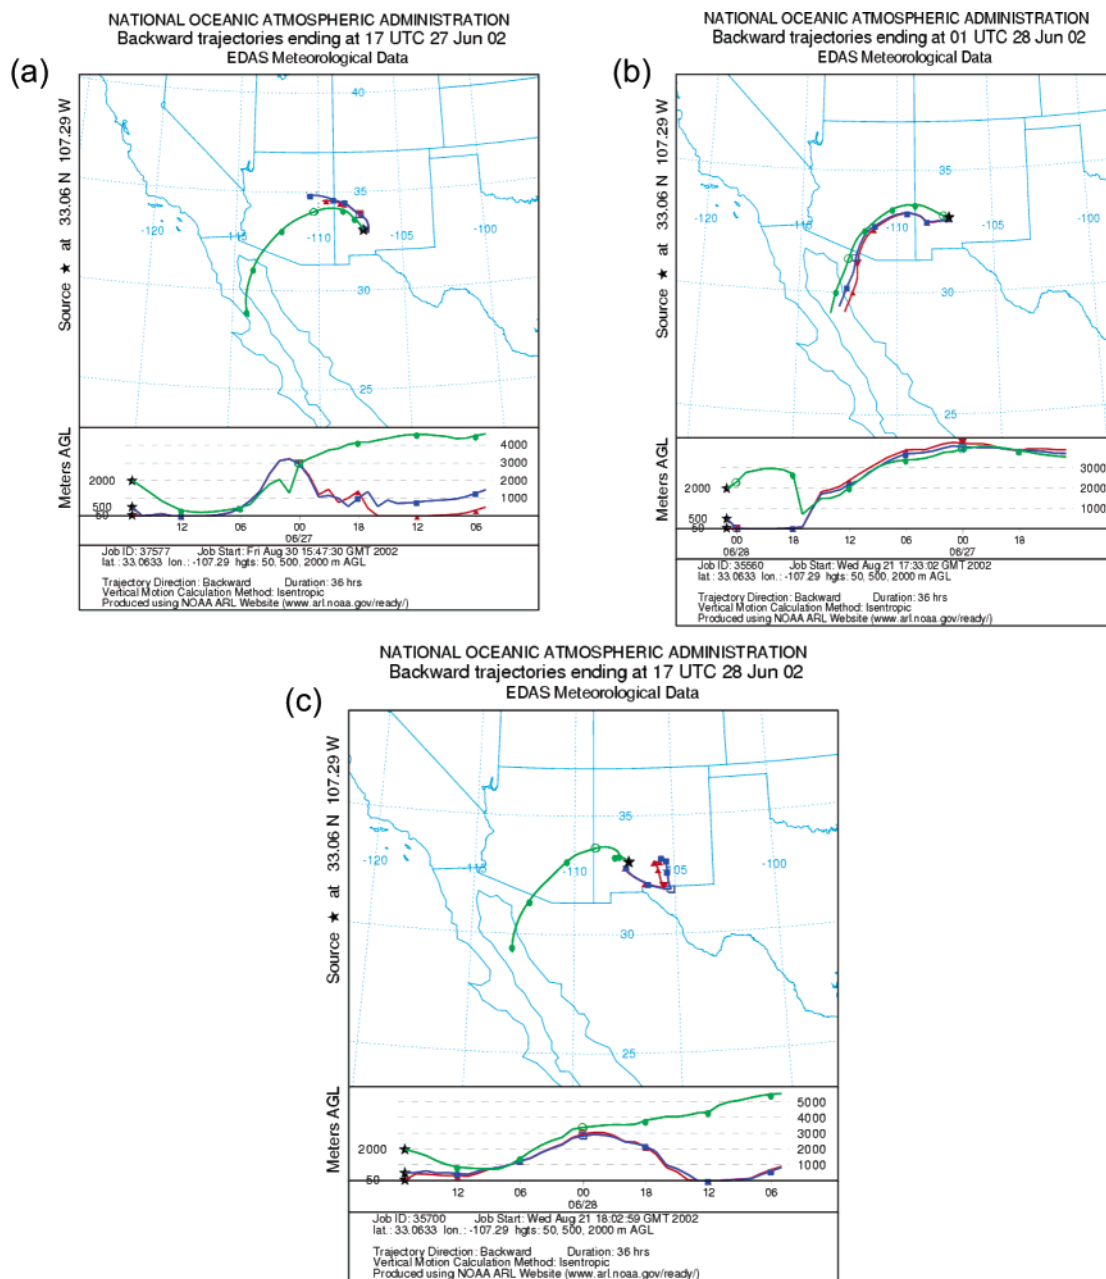 NATIONAL OCEANIC ATMOSPHERIC ADMINISTRATION
Backward trajectories ending at 17 UTC 27 Jun 02
EDAS Meteorological Data
(a)
Source ★ at 33.06 N 107.29 W
40
35
-120
-115
-110
-105
-100
30
25
Meters AGL
2000
500
50
4000
3000
2000
1000
12
06
00
18
12
06
06/27
Job ID: 37577 Job Start: Fri Aug 30 15:47:30 GMT 2002
lat.: 33.0633 lon.: -107.29 hgts: 50, 500, 2000 m AGL
Trajectory Direction: Backward Duration: 36 hrs
Vertical Motion Calculation Method: Isentropic
Produced using NOAA ARL Website (www.arl.noaa.gov/ready/)
NATIONAL OCEANIC ATMOSPHERIC ADMINISTRATION
Backward trajectories ending at 01 UTC 28 Jun 02
EDAS Meteorological Data
(b)
Source ★ at 33.06 N 107.29 W
35
-120
-115
-110
-105
-100
30
25
Meters AGL
2000
500
50
3000
2000
1000
00
18
12
06
00
18
06/28
06/27
Job ID: 35560 Job Start: Wed Aug 21 17:33:02 GMT 2002
lat.: 33.0633 lon.: -107.29 hgts: 50, 500, 2000 m AGL
Trajectory Direction: Backward Duration: 36 hrs
Vertical Motion Calculation Method: Isentropic
Produced using NOAA ARL Website (www.arl.noaa.gov/ready/)
NATIONAL OCEANIC ATMOSPHERIC ADMINISTRATION
Backward trajectories ending at 17 UTC 28 Jun 02
EDAS Meteorological Data
(c)
Source ★ at 33.06 N 107.29 W
35
-120
-115
-110
-105
-100
30
25
Meters AGL
2000
50
5000
4000
3000
2000
1000
12
06
00
18
12
06
06/28
Job ID: 35700 Job Start: Wed Aug 21 18:02:59 GMT 2002
lat.: 33.0633 lon.: -107.29 hgts: 50, 500, 2000 m AGL
Trajectory Direction: Backward Duration: 36 hrs
Vertical Motion Calculation Method: Isentropic
Produced using NOAA ARL Website (www.arl.noaa.gov/ready/)